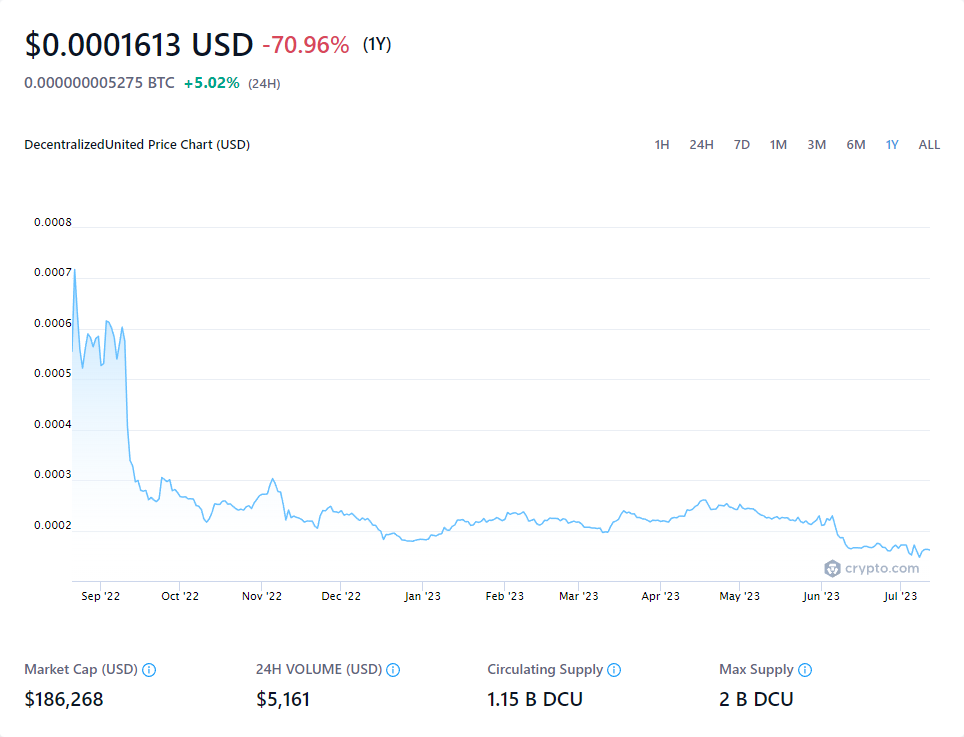 $0.0001613 USD -70.96% (1Y)
0.000000005275 BTC +5.02% (24H)
DecentralizedUnited Price Chart (USD) 1H 24H 7D 1M 3M 6M 1Y ALL
0.0008
0.0007
0.0006
0.0005
0.0004
0.0003
0.0002
crypto.com
Sep '22 Oct '22 Nov '22 Dec '22 Jan '23 Feb '23 Mar '23 Apr '23 May '23 Jun '23 Jul '23
Market Cap (USD) 24H VOLUME (USD) Circulating Supply Max Supply
$186,268 $5,161 1.15 B DCU 2 B DCU